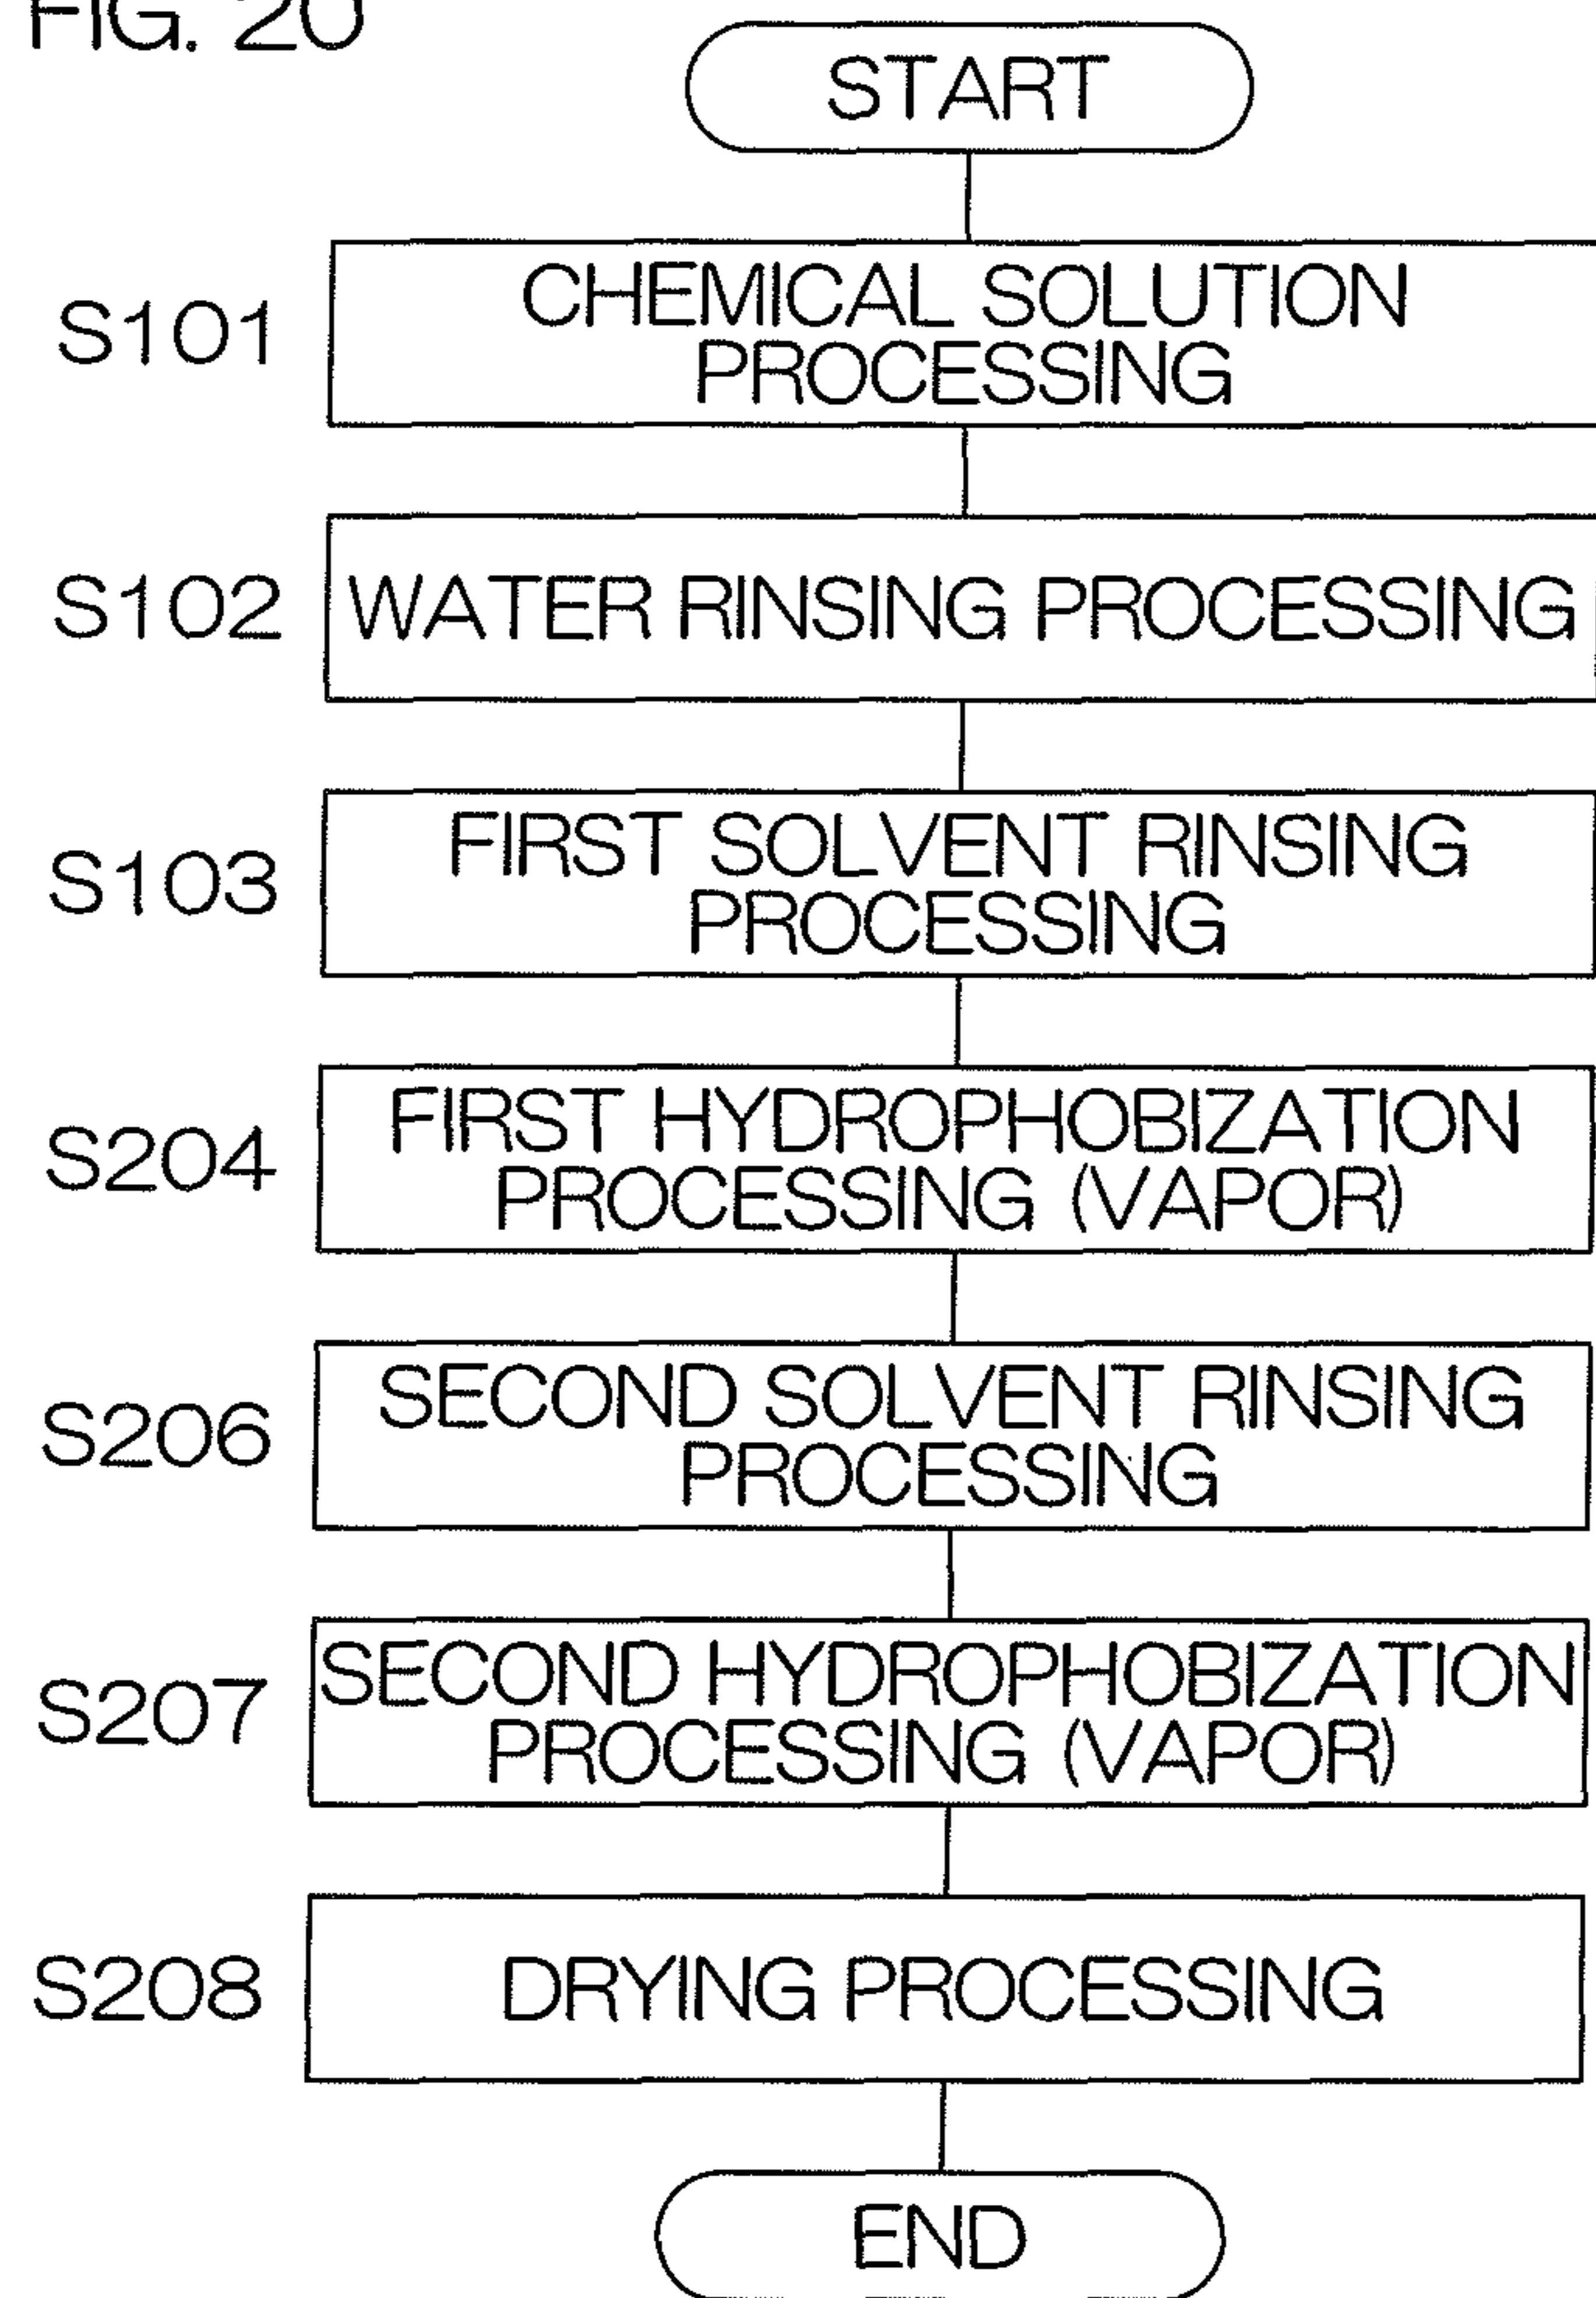 FIG. 20
START
S101
CHEMICAL SOLUTION
PROCESSING
S102
WATER RINSING PROCESSING
S103
FIRST SOLVENT RINSING
PROCESSING
S204
FIRST HYDROPHOBIZATION
PROCESSING (VAPOR)
S206
SECOND SOLVENT RINSING
PROCESSING
S207
SECOND HYDROPHOBIZATION
PROCESSING (VAPOR)
S208
DRYING PROCESSING
END